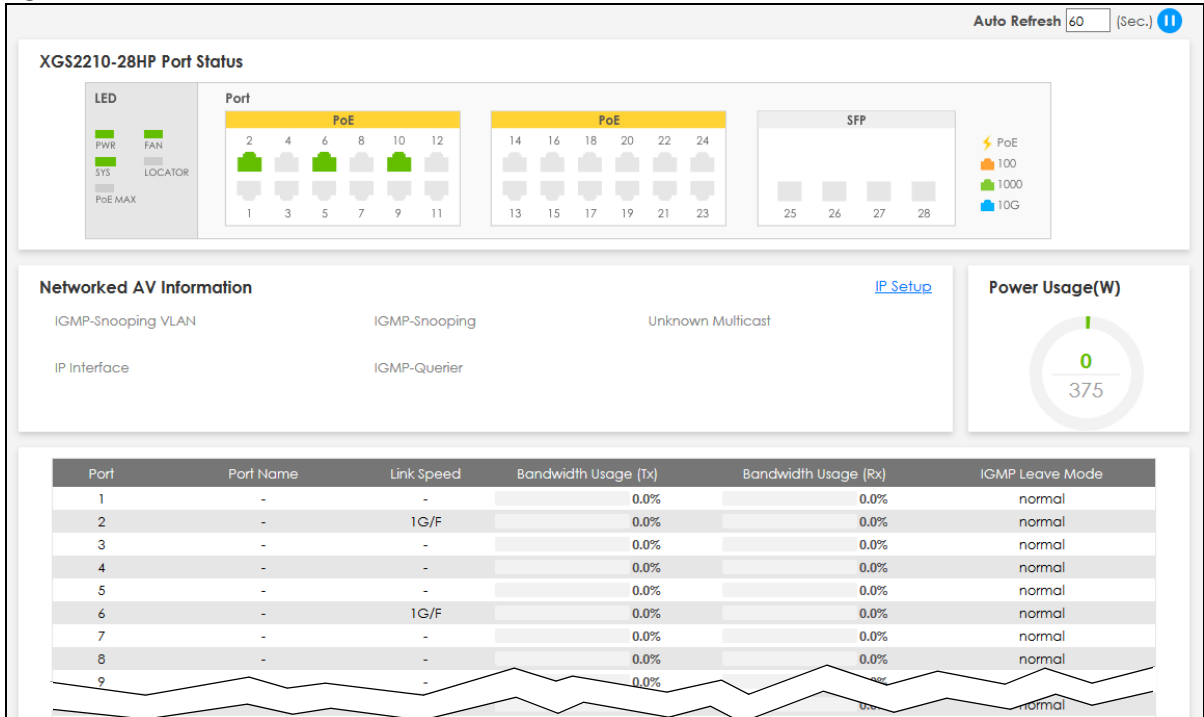 Auto Refresh 60 (Sec.)
XGS2210-28HP Port Status
LED
Port
PWR FAN
SYS LOCATOR
PoE MAX
PoE
2 4 6 8 10 12
1 3 5 7 9 11
PoE
14 16 18 20 22 24
13 15 17 19 21 23
SFP
25 26 27 28
PoE
100
1000
10G
Networked AV Information
IP Setup
IGMP-Snooping VLAN IGMP-Snooping Unknown Multicast
IP Interface IGMP-Querier
Power Usage(W)
0
375
Port Port Name Link Speed Bandwidth Usage (Tx) Bandwidth Usage (Rx) IGMP Leave Mode
1 - - 0.0% 0.0% normal
2 - 1G/F 0.0% 0.0% normal
3 - - 0.0% 0.0% normal
4 - - 0.0% 0.0% normal
5 - - 0.0% 0.0% normal
6 - 1G/F 0.0% 0.0% normal
7 - - 0.0% 0.0% normal
8 - - 0.0% 0.0% normal
9 - 0.0%
normal